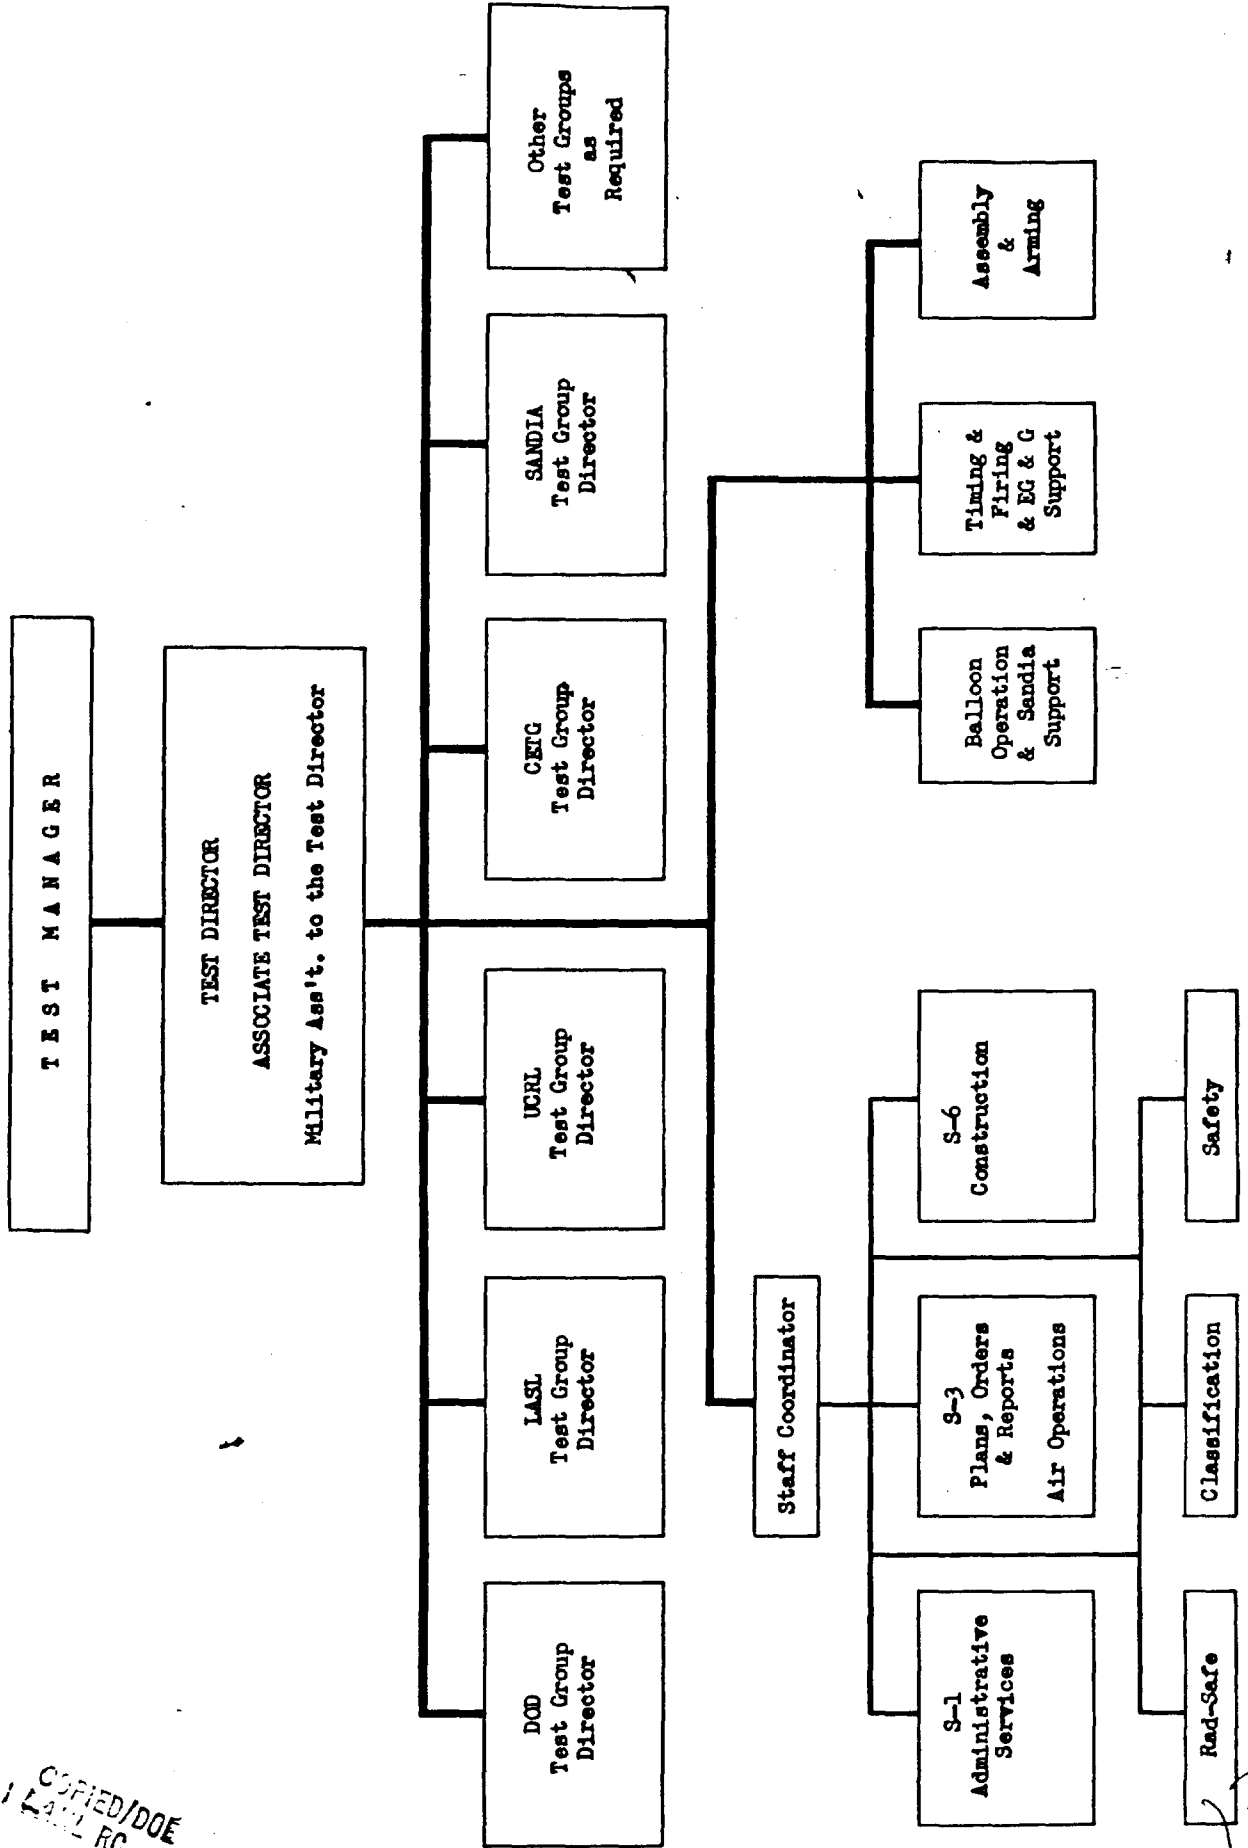 TEST MANAGER
TEST DIRECTOR
ASSOCIATE TEST DIRECTOR
Military Ass't. to the Test Director
DOD
Test Group
Director
LASL
Test Group
Director
UCRL
Test Group
Director
CETG
Test Group
Director
SANDIA
Test Group
Director
Other
Test Groups
as
Required
Staff Coordinator
S-1
Administrative
Services
S-3
Plans, Orders
& Reports
Air Operations
S-6
Construction
Balloon
Operation
& Sandia
Support
Timing &
Firing
& EG & G
Support
Assembly
&
Arming
Rad-Safe
Classification
Safety
COPIED/DOE
RC